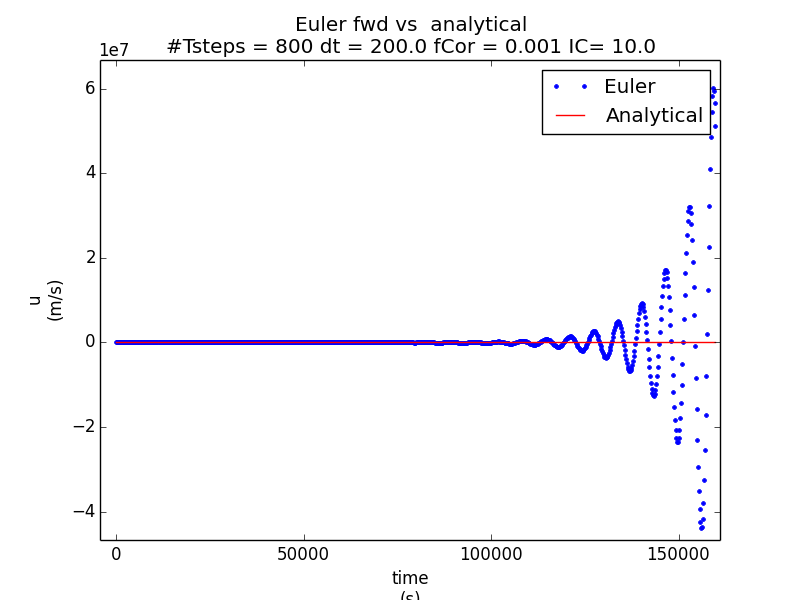 Euler fwd vs  analytical
#Tsteps = 800 dt = 200.0 fCor = 0.001 IC= 10.0
1e7
Euler
Analytical
6
4
2
0
−2
−4
u
(m/s)
0 50000 100000 150000
time
(s)